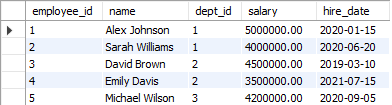 employee_id name dept_id salary hire_date
1 Alex Johnson 1 5000000.00 2020-01-15
2 Sarah Williams 1 4000000.00 2020-06-20
3 David Brown 2 4500000.00 2019-03-10
4 Emily Davis 2 3500000.00 2021-07-15
5 Michael Wilson 3 4200000.00 2020-09-05